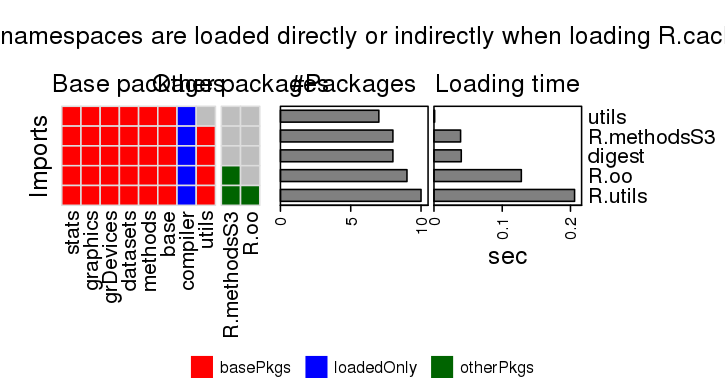 namespaces are loaded directly or indirectly when loading R.cac
Base packages Other packages #Packages Loading time
Imports
utils
R.methodsS3
digest
R.oo
R.utils
stats
graphics
grDevices
datasets
methods
base
compiler
utils
R.methodsS3
R.oo
0 5 10
0 0.1 0.2
sec
basePkgs loadedOnly otherPkgs